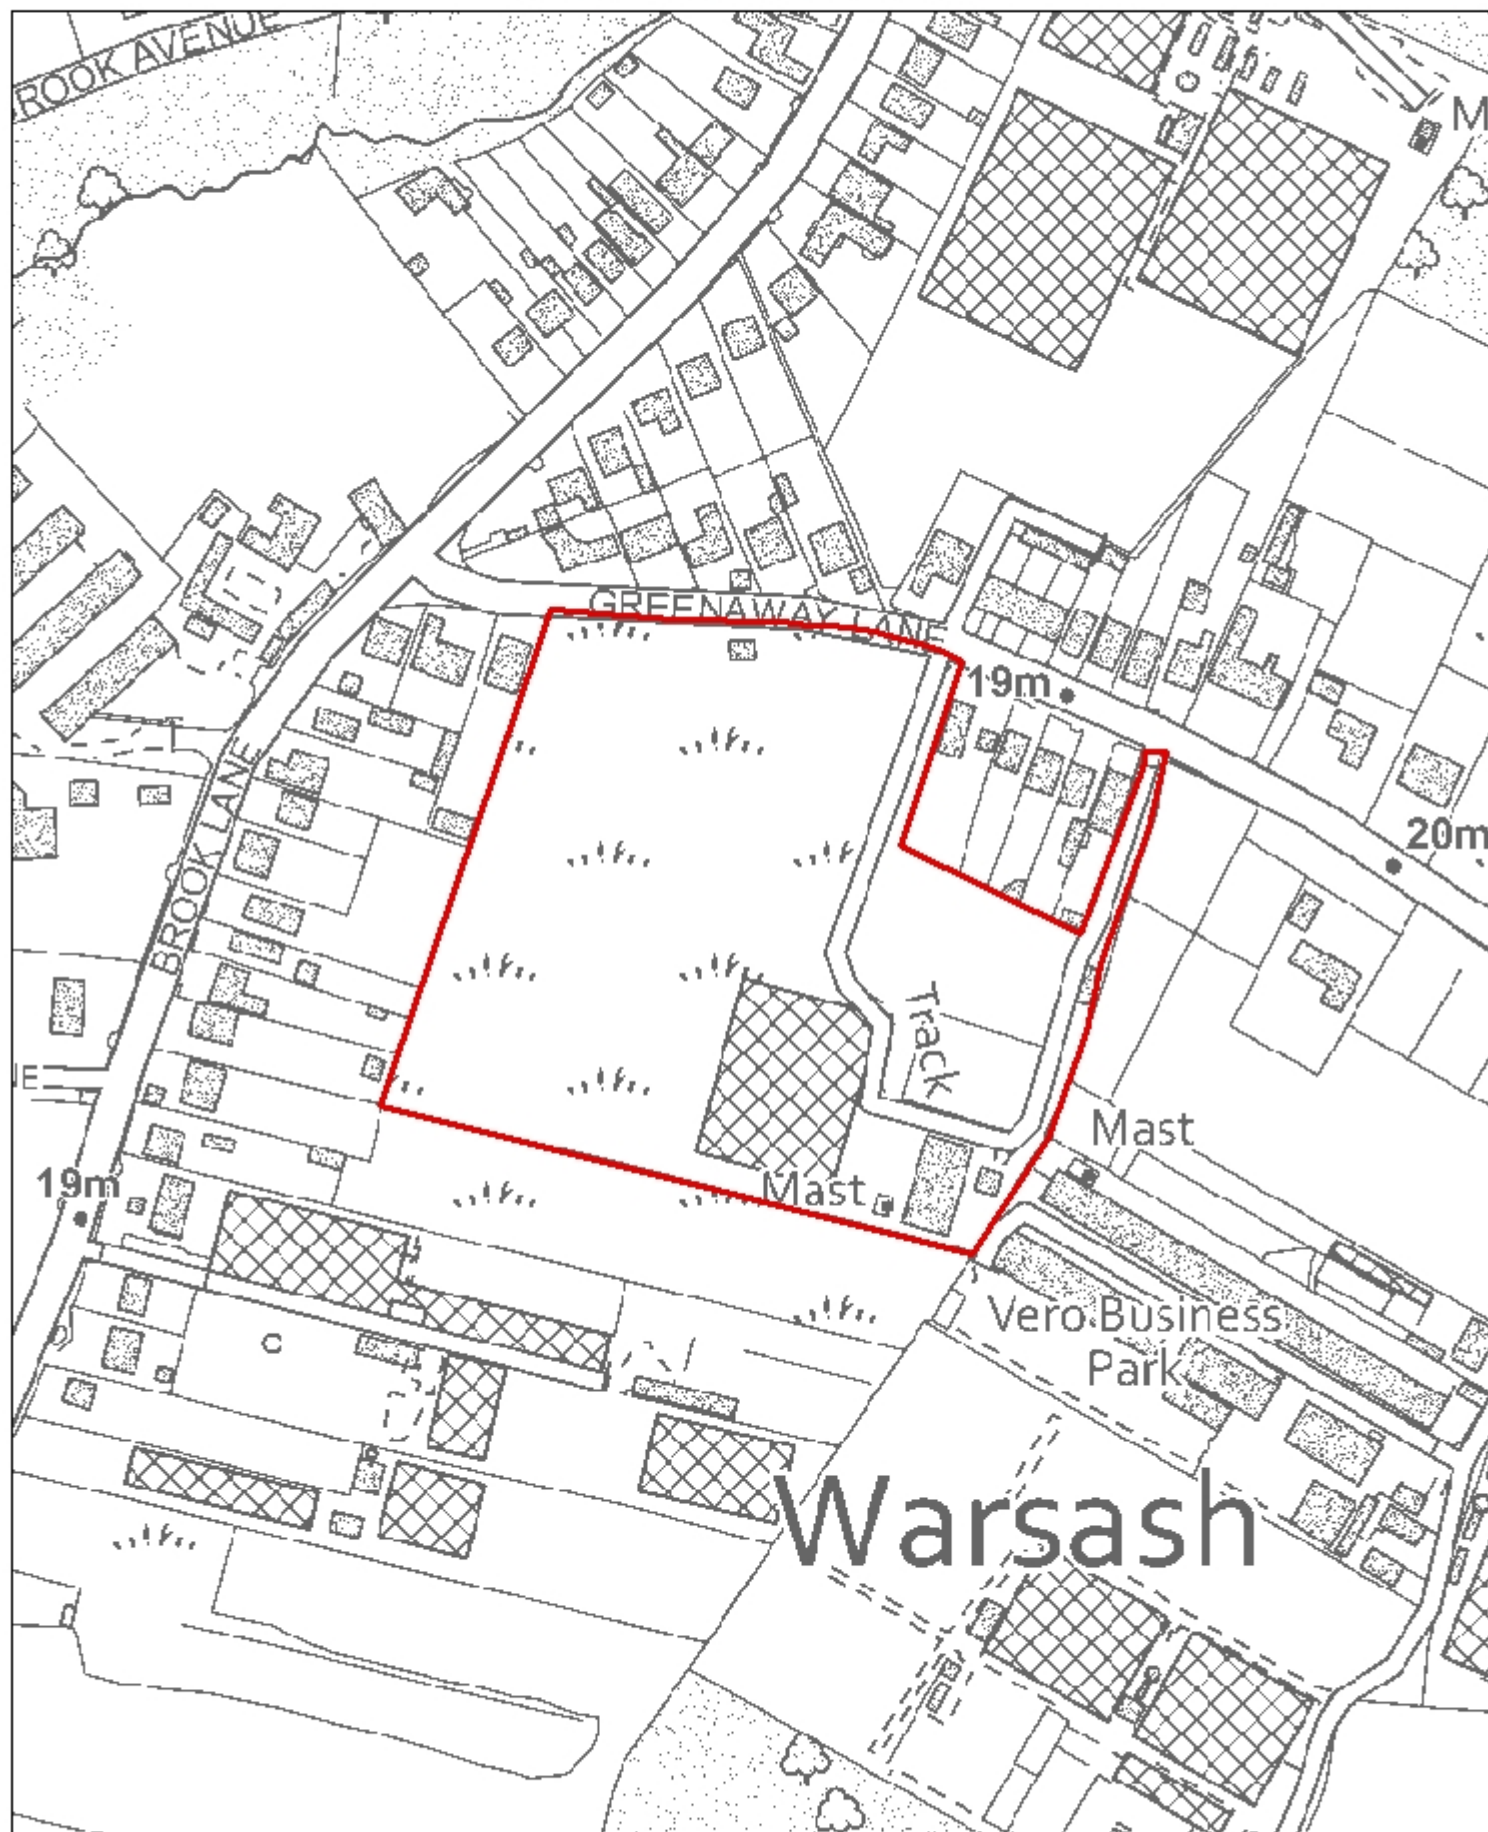 BROOK AVENUE
M
GREENAWAY LANE
19m
20m
BROOK LANE
Track
E
Mast
19m
Mast
Vero Business
Park
Warsash